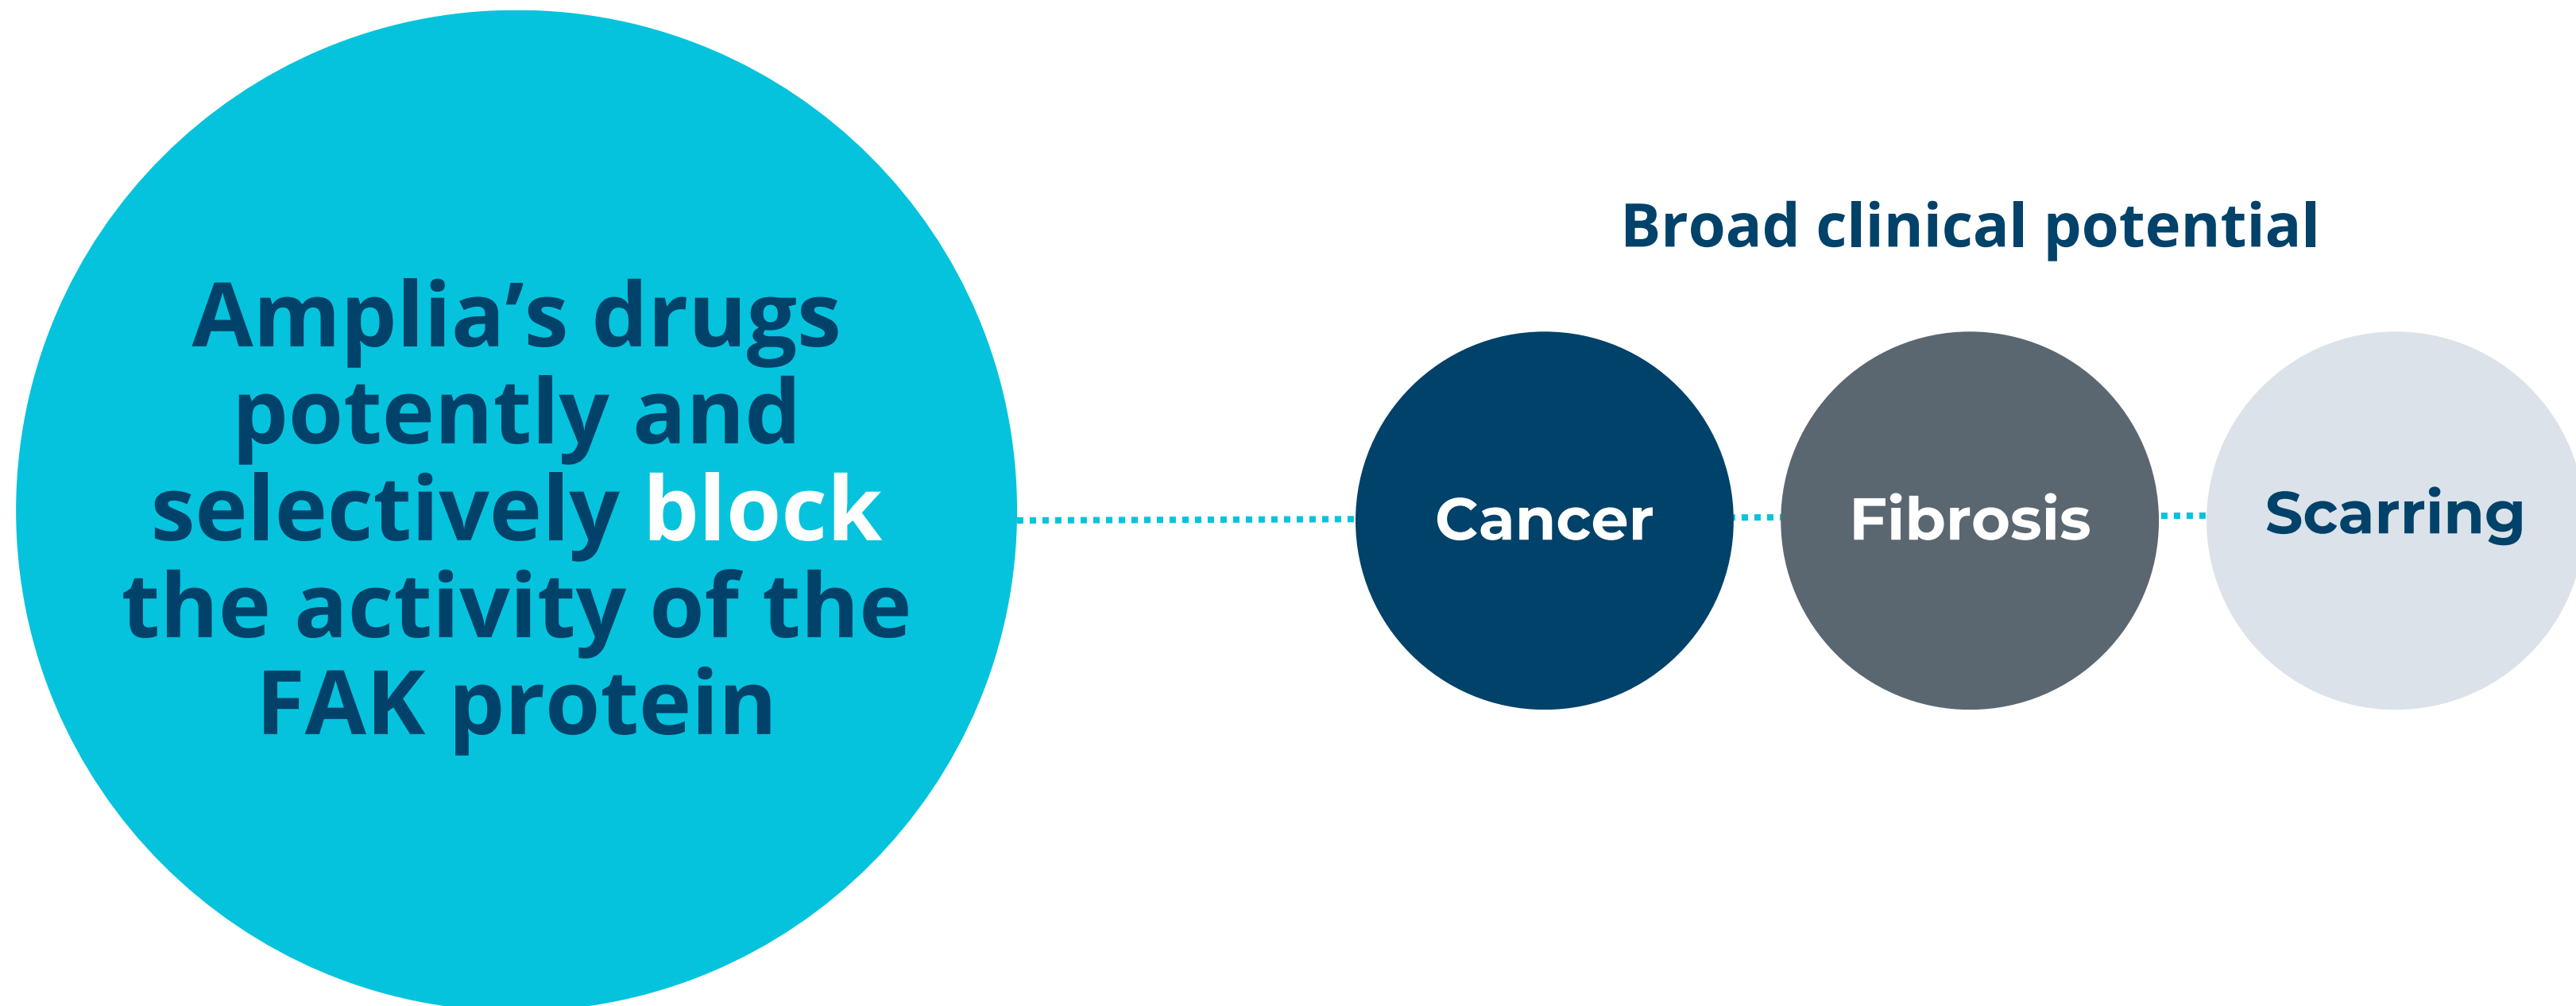 Amplia’s drugs
potently and
selectively block
the activity of the
FAK protein
Broad clinical potential
Cancer
Fibrosis
Scarring